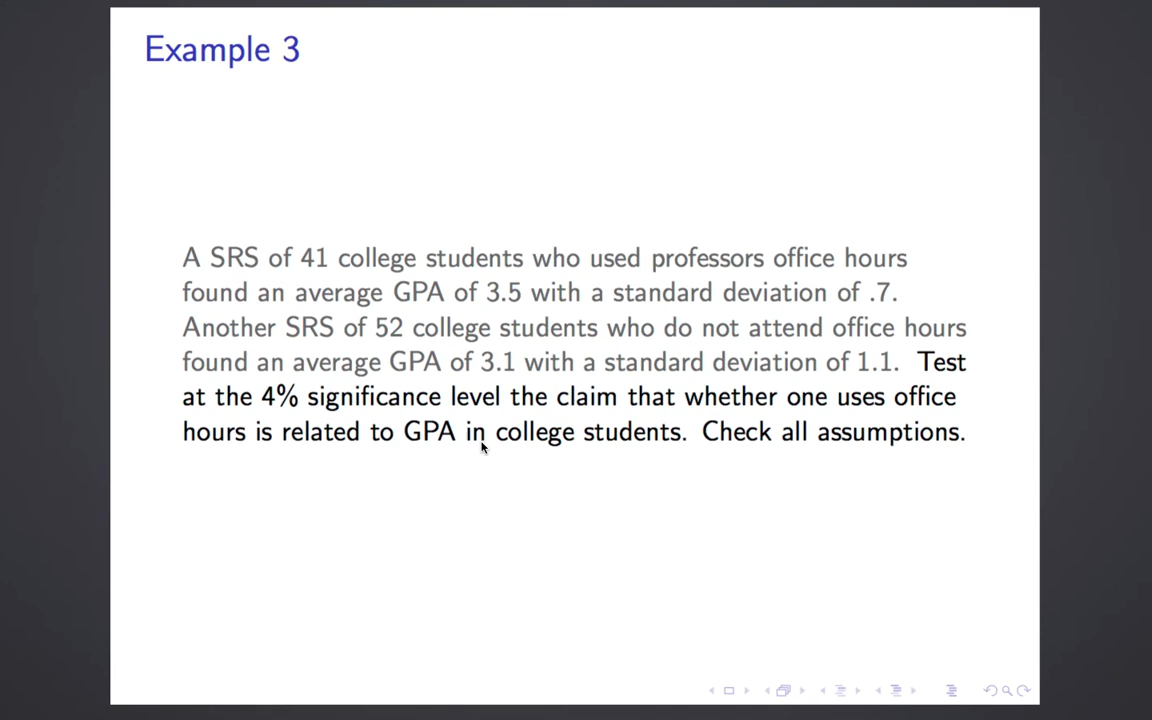 Example 3
A SRS of 41 college students who used professors office hours
found an average GPA of 3.5 with a standard deviation of .7.
Another SRS of 52 college students who do not attend office hours
found an average GPA of 3.1 with a standard deviation of 1.1. Test
at the 4% significance level the claim that whether one uses office
hours is related to GPA in college students. Check all assumptions.